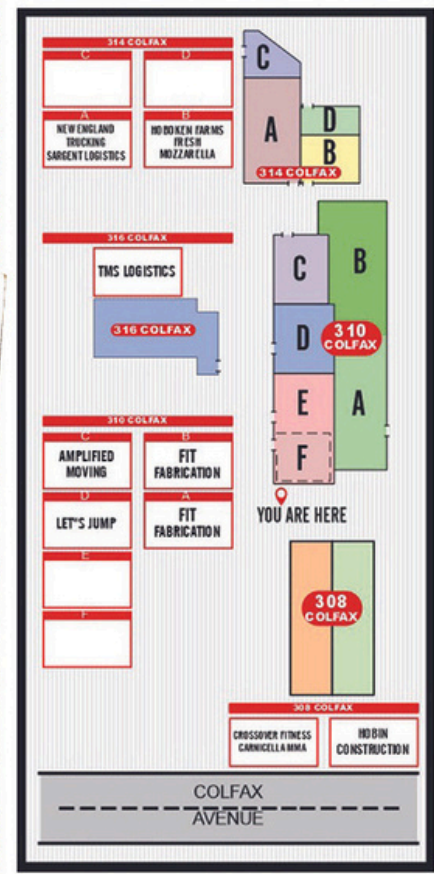 314 COLFAX
C
D
A
NEW ENGLAND
TRUCKING
SARGENT LOGISTICS
B
HOBOKEN FARMS
FRESH
MOZZARELLA
C
A
D
B
314 COLFAX
316 COLFAX
TMS LOGISTICS
316 COLFAX
C
B
D
310
COLFAX
E
A
F
YOU ARE HERE
310 COLFAX
C
AMPLIFIED
MOVING
B
FIT
FABRICATION
D
LET"S JUMP
A
FIT
FABRICATION
E
F
308
COLFAX
308 COLFAX
CROSSOVER FITNESS
CARNICELLA MMA
HOBIN
CONSTRUCTION
COLFAX
AVENUE